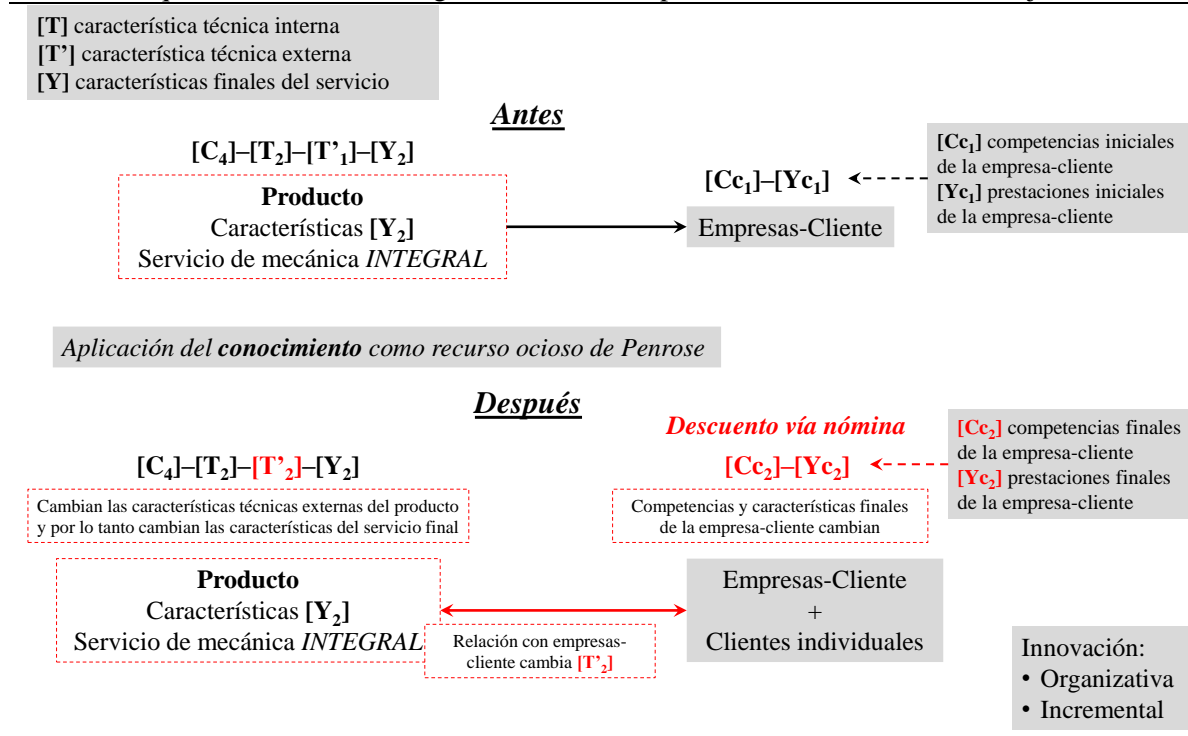 [T] característica técnica interna
[T’] característica técnica externa
[Y] características finales del servicio
Antes
[C4]–[T2]–[T’1]–[Y2]
Producto
Características [Y2]
Servicio de mecánica INTEGRAL
[Cc1]–[Yc1]
Empresas-Cliente
[Cc1] competencias iniciales
de la empresa-cliente
[Yc1] prestaciones iniciales
de la empresa-cliente
Aplicación del conocimiento como recurso ocioso de Penrose
Después
[C4]–[T2]–[T’2]–[Y2]
Cambian las características técnicas externas del producto
y por lo tanto cambian las características del servicio final
Descuento vía nómina
[Cc2]–[Yc2]
Competencias y características finales
de la empresa-cliente cambian
[Cc2] competencias finales
de la empresa-cliente
[Yc2] prestaciones finales
de la empresa-cliente
Producto
Características [Y2]
Servicio de mecánica INTEGRAL
Relación con empresas-
cliente cambia [T’2]
Empresas-Cliente
+
Clientes individuales
Innovación:
• Organizativa
• Incremental